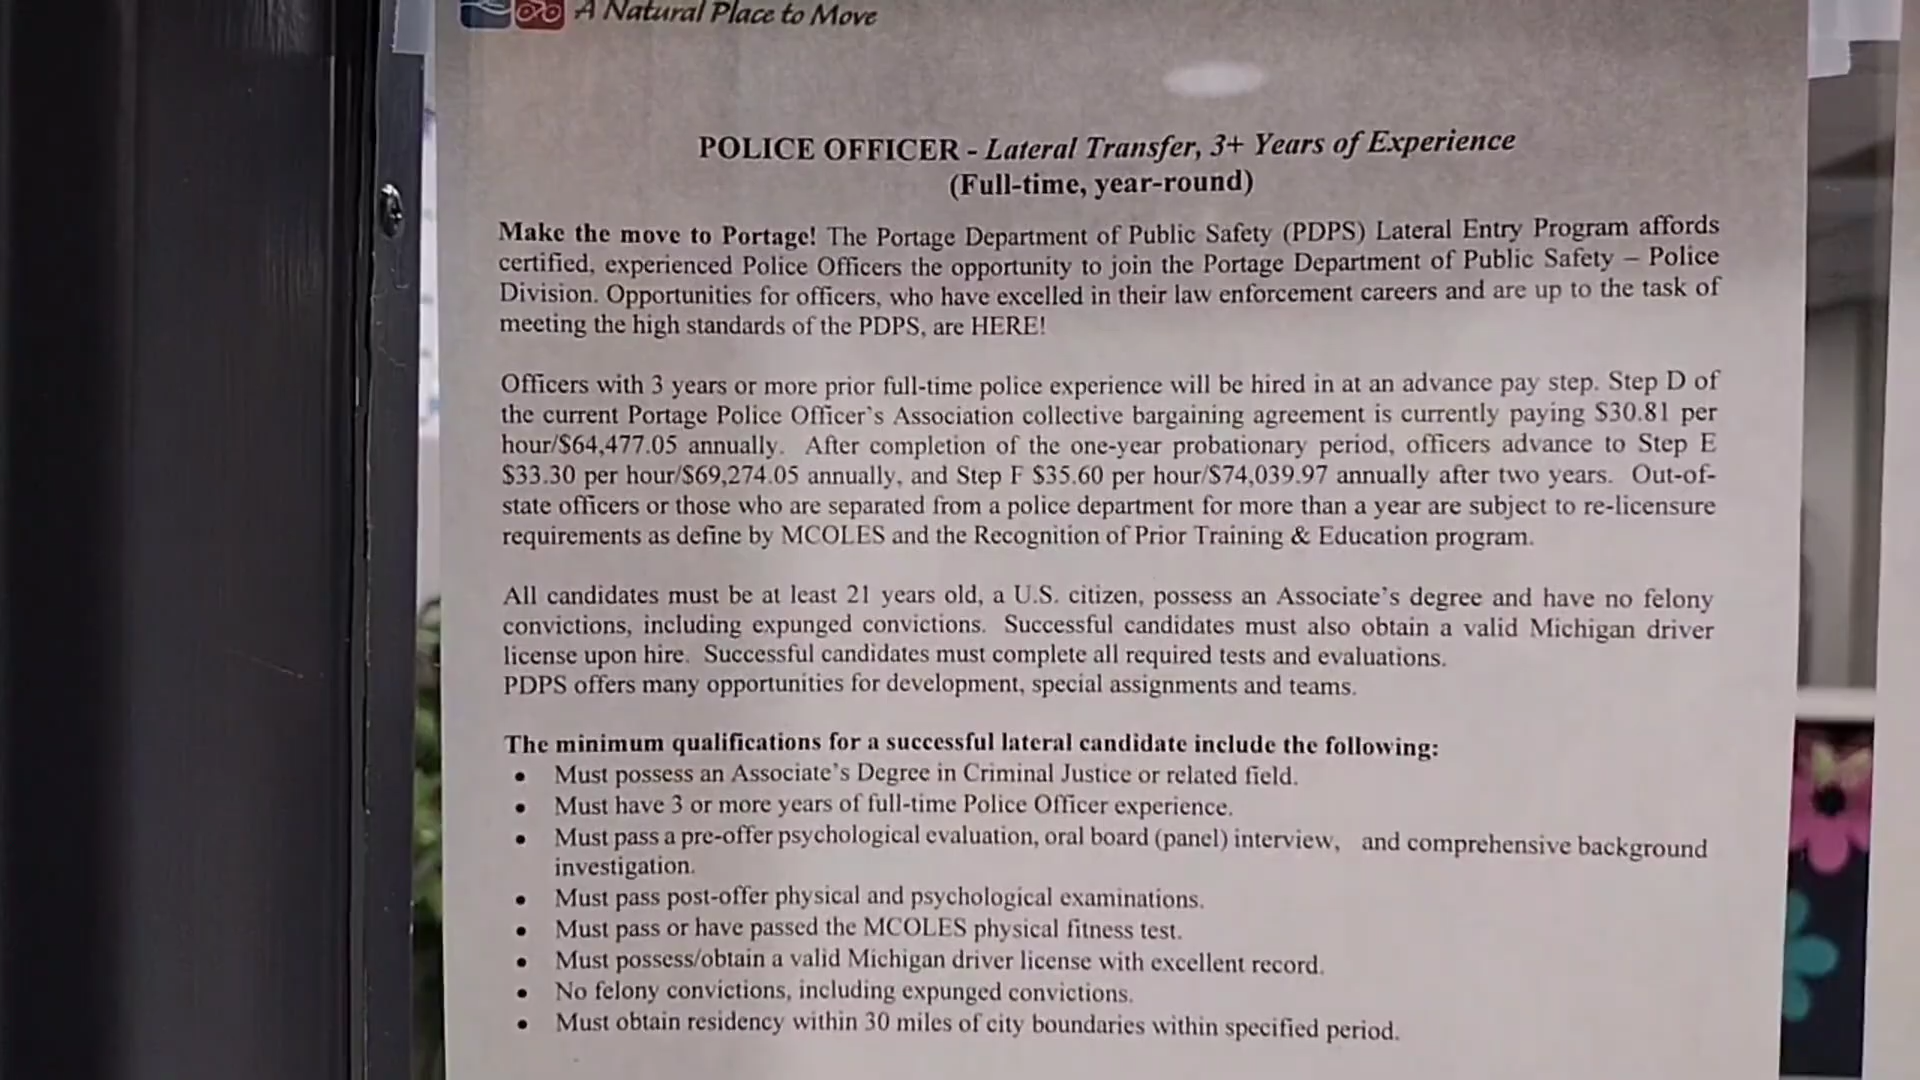 A Natural Place to Move
POLICE OFFICER - Lateral Transfer, 3+ Years of Experience
(Full-time, year-round)
Make the move to Portage! The Portage Department of Public Safety (PDPS) Lateral Entry Program affords
certified, experienced Police Officers the opportunity to join the Portage Department of Public Safety – Police
Division. Opportunities for officers, who have excelled in their law enforcement careers and are up to the task of
meeting the high standards of the PDPS, are HERE!
Officers with 3 years or more prior full-time police experience will be hired in at an advance pay step. Step D of
the current Portage Police Officer's Association collective bargaining agreement is currently paying $30.81 per
hour/$64,477.05 annually. After completion of the one-year probationary period, officers advance to Step E
$33.30 per hour/$69,274.05 annually, and Step F $35.60 per hour/$74,039.97 annually after two years. Out-of-
state officers or those who are separated from a police department for more than a year are subject to re-licensure
requirements as define by MCOLES and the Recognition of Prior Training & Education program.
All candidates must be at least 21 years old, a U.S. citizen, possess an Associate's degree and have no felony
convictions, including expunged convictions. Successful candidates must also obtain a valid Michigan driver
license upon hire. Successful candidates must complete all required tests and evaluations.
PDPS offers many opportunities for development, special assignments and teams.
The minimum qualifications for a successful lateral candidate include the following:
• Must possess an Associate's Degree in Criminal Justice or related field.
• Must have 3 or more years of full-time Police Officer experience.
• Must pass a pre-offer psychological evaluation, oral board (panel) interview, and comprehensive background
investigation.
• Must pass post-offer physical and psychological examinations.
• Must pass or have passed the MCOLES physical fitness test.
• Must possess/obtain a valid Michigan driver license with excellent record.
• No felony convictions, including expunged convictions.
• Must obtain residency within 30 miles of city boundaries within specified period.